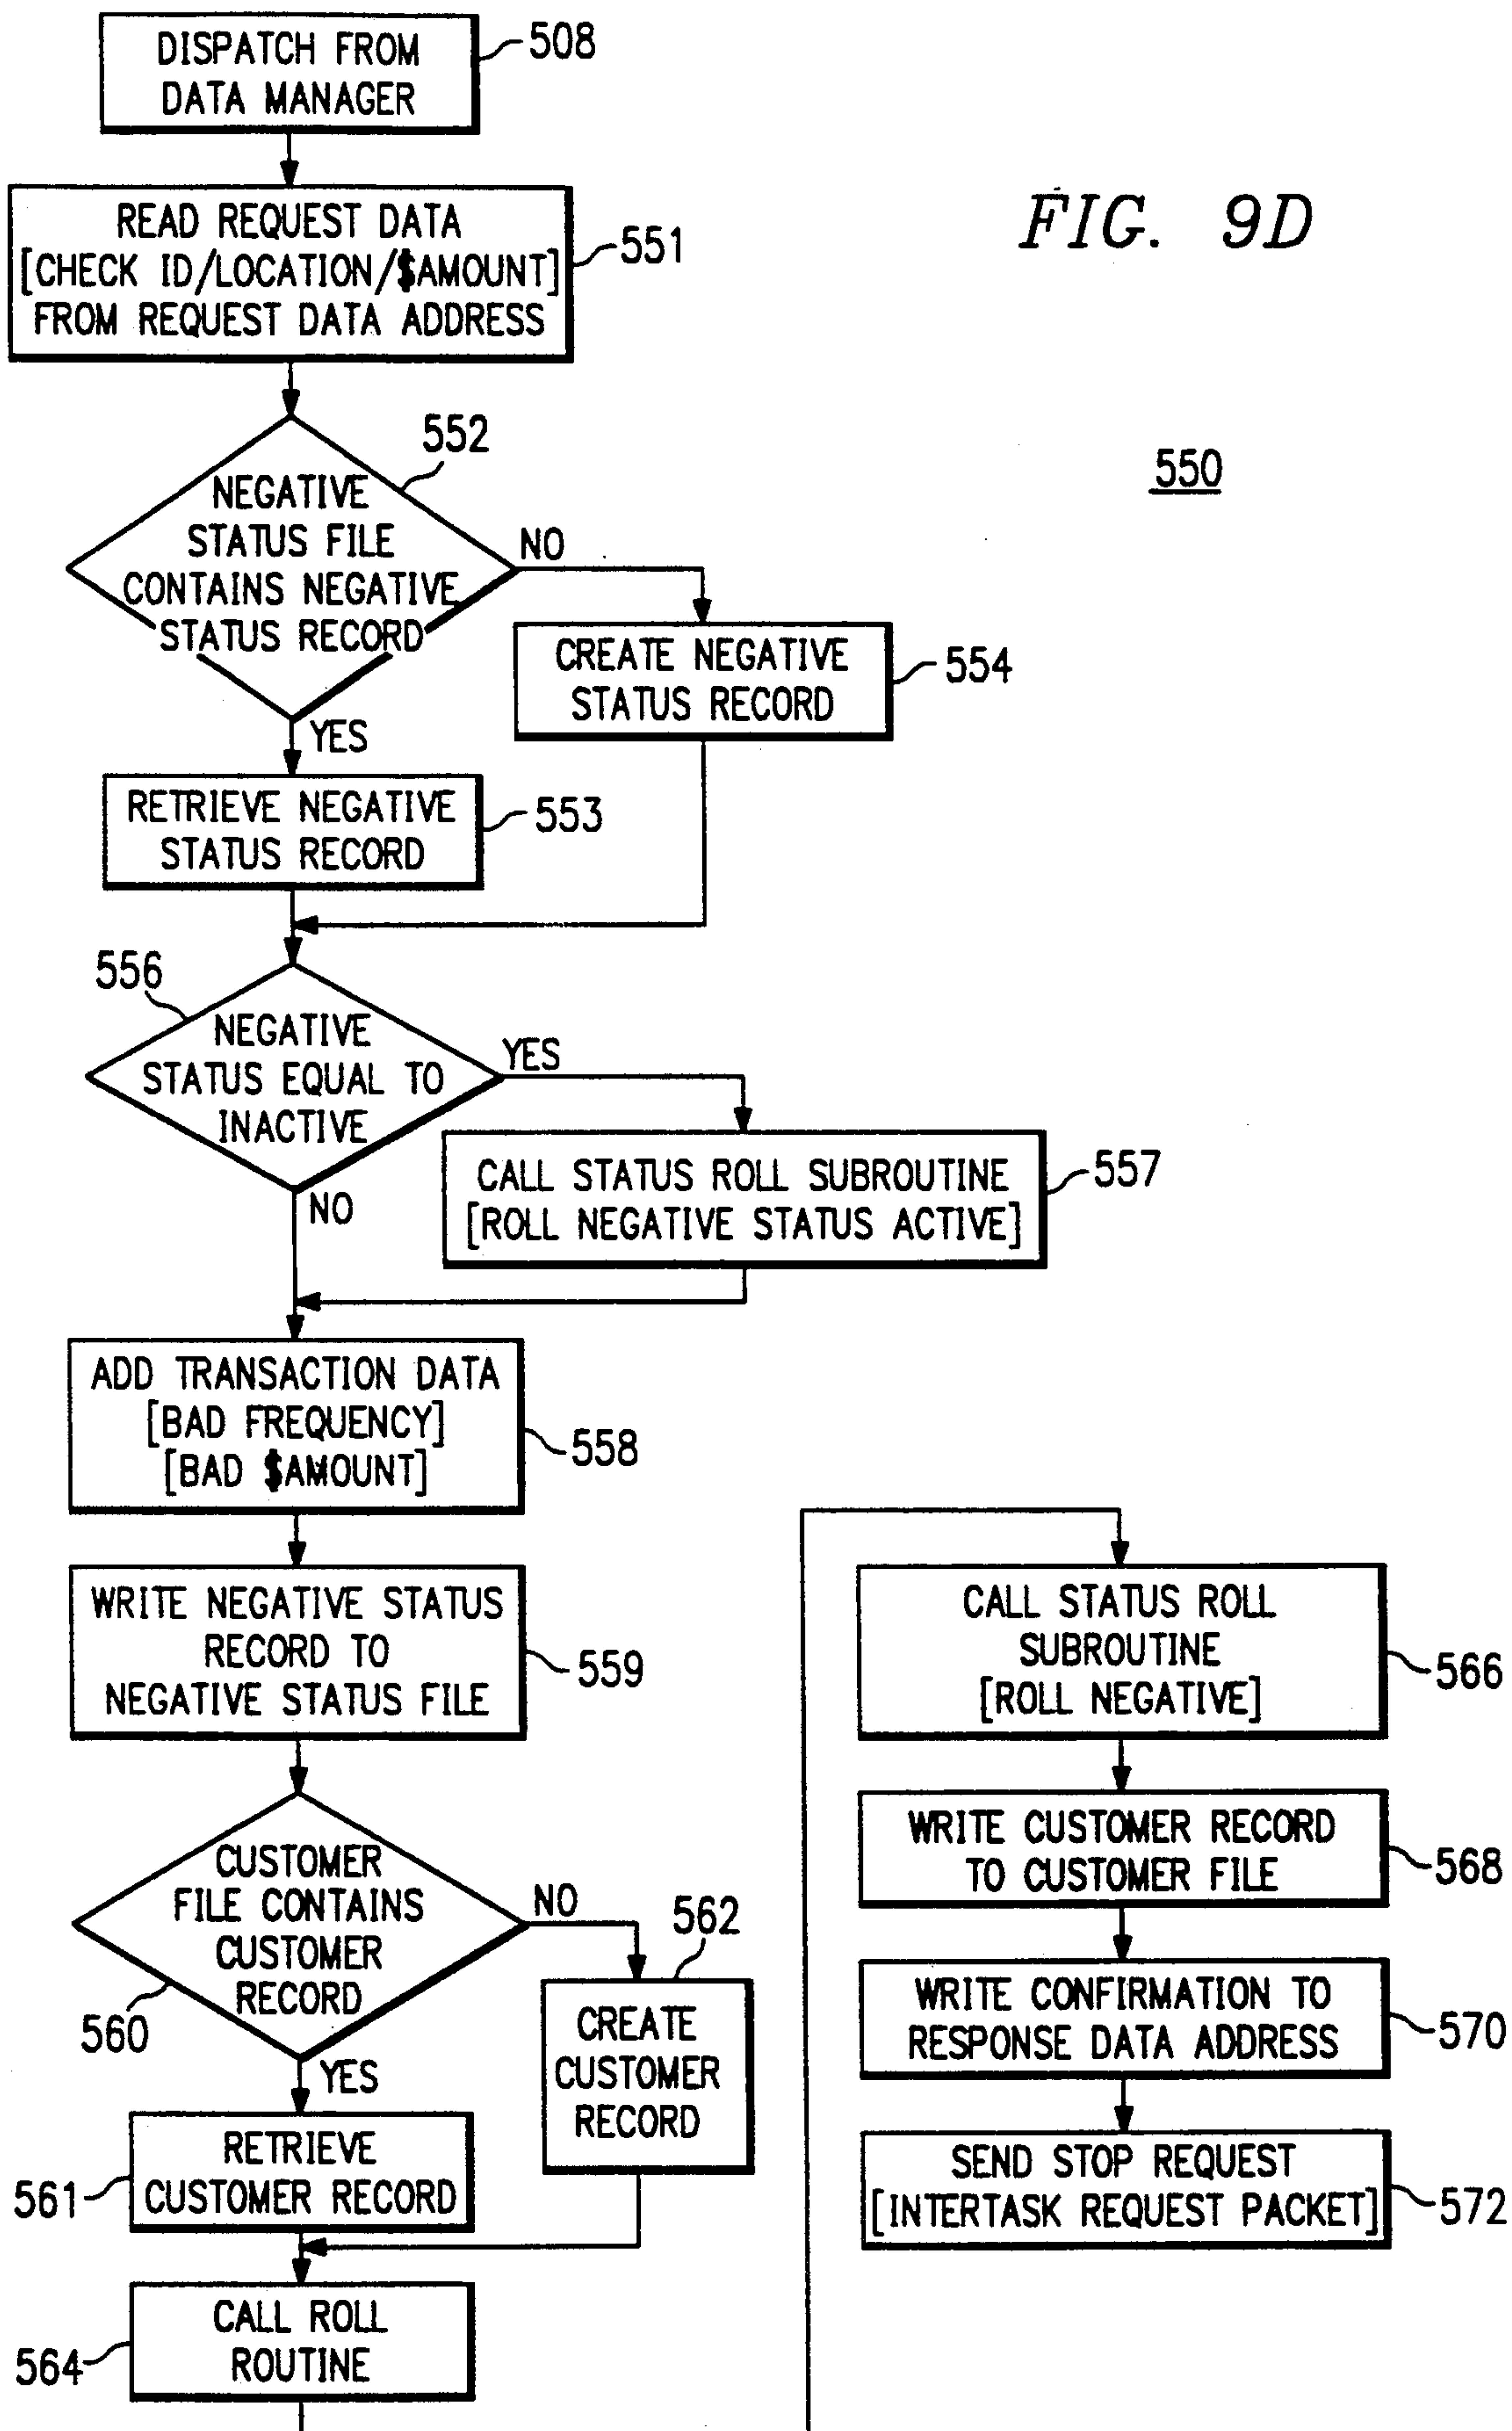 DISPATCH FROM
DATA MANAGER
508
READ REQUEST DATA
[CHECK ID/LOCATION/$AMOUNT]
FROM REQUEST DATA ADDRESS
551
FIG. 9D
550
552
NEGATIVE
STATUS FILE
CONTAINS NEGATIVE
STATUS RECORD
NO
YES
CREATE NEGATIVE
STATUS RECORD
554
RETRIEVE NEGATIVE
STATUS RECORD
553
556
NEGATIVE
STATUS EQUAL TO
INACTIVE
YES
NO
CALL STATUS ROLL SUBROUTINE
[ROLL NEGATIVE STATUS ACTIVE]
557
ADD TRANSACTION DATA
[BAD FREQUENCY]
[BAD $AMOUNT]
558
WRITE NEGATIVE STATUS
RECORD TO
NEGATIVE STATUS FILE
559
CUSTOMER
FILE CONTAINS
CUSTOMER
RECORD
560
NO
YES
562
CREATE
CUSTOMER
RECORD
RETRIEVE
CUSTOMER RECORD
561
CALL ROLL
ROUTINE
564
CALL STATUS ROLL
SUBROUTINE
[ROLL NEGATIVE]
566
WRITE CUSTOMER RECORD
TO CUSTOMER FILE
568
WRITE CONFIRMATION TO
RESPONSE DATA ADDRESS
570
SEND STOP REQUEST
[INTERTASK REQUEST PACKET]
572